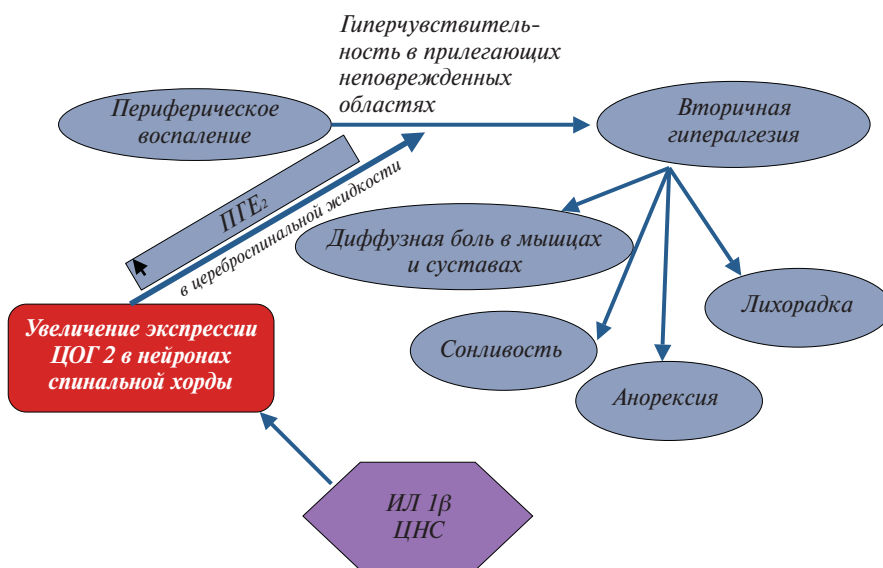 Гиперчувствитель-
ность в прилегающих
неповрежденных
областях
Периферическое
воспаление
Вторичная
гипералгезия
ПГЕ₂
в цереброспинальной жидкости
Диффузная боль в мышцах
и суставах
Лихорадка
Увеличение экспрессии
ЦОГ 2 в нейронах
спинальной хорды
Сонливость
Анорексия
ИЛ 1β
ЦНС